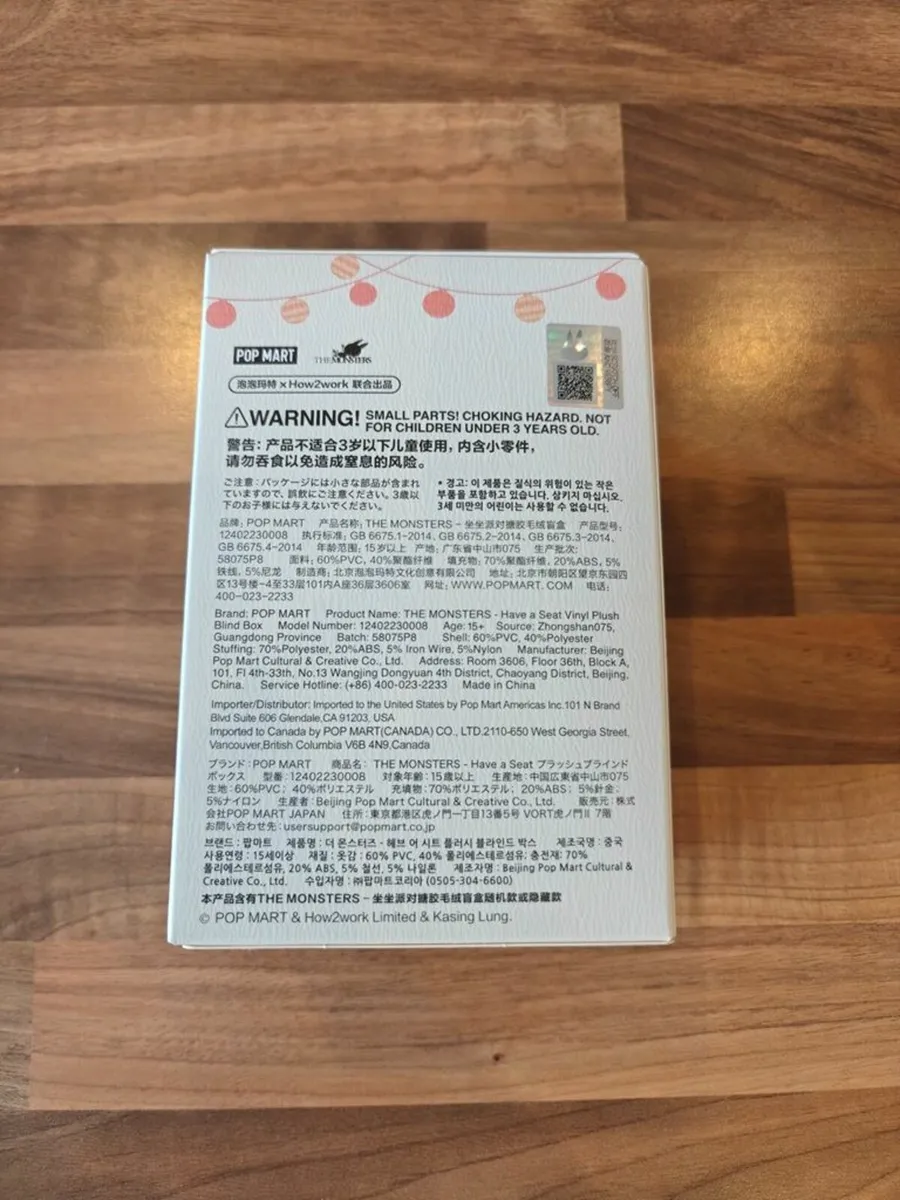 POP MART THE MONSTERS
泡泡玛特 x How2work 联合出品
WARNING! SMALL PARTS! CHOKING HAZARD. NOT
FOR CHILDREN UNDER 3 YEARS OLD.
警告：产品不适合3岁以下儿童使用，内含小零件，
请勿吞食以免造成窒息的风险。
ご注意：パッケージには小さな部品が含まれ
ていますので、誤飲にご注意ください。3歳以
下のお子様には与えないでください。
* 경고: 이 제품은 질식의 위험이 있는 작은
부품을 포함하고 있습니다. 삼키지 마십시오.
3세 미만의 어린이는 사용할 수 없습니다.
品牌：POP MART 产品名称：THE MONSTERS - 坐坐派对搪胶毛绒盲盒 产品型号：
12402230008 执行标准：GB 6675.1-2014, GB 6675.2-2014, GB 6675.3-2014,
GB 6675.4-2014 年龄范围：15岁以上 产地：广东省中山市075 生产批次：
58075P8 面料：60%PVC, 40%聚酯纤维 填充物：70%聚酯纤维, 20%ABS, 5%
铁线, 5%尼龙 制造商：北京泡泡玛特文化创意有限公司 地址：北京市朝阳区望京东园四
区13号楼-4至33层101内A座36层3606室 网址：WWW.POPMART.COM 电话：
400-023-2233
Brand: POP MART Product Name: THE MONSTERS - Have a Seat Vinyl Plush
Blind Box Model Number: 12402230008 Age: 15+ Source: Zhongshan075,
Guangdong Province Batch: 58075P8 Shell: 60%PVC, 40%Polyester
Stuffing: 70%Polyester, 20%ABS, 5% Iron Wire, 5%Nylon Manufacturer: Beijing
Pop Mart Cultural & Creative Co., Ltd. Address: Room 3606, Floor 36th, Block A,
101, Fl 4th-33th, No.13 Wangjing Dongyuan 4th District, Chaoyang District, Beijing,
China. Service Hotline: (+86) 400-023-2233 Made in China
Importer/Distributor: Imported to the United States by Pop Mart Americas Inc.101 N Brand
Blvd Suite 606 Glendale,CA 91203, USA
Imported to Canada by POP MART(CANADA) CO., LTD.2110-650 West Georgia Street,
Vancouver,British Columbia V6B 4N9,Canada
ブランド：POP MART 商品名：THE MONSTERS - Have a Seat プラッシュブラインド
ボックス 型番：12402230008 対象年齢：15歳以上 生産地：中国広東省中山市075
生地：60%PVC；40%ポリエステル 充填物：70%ポリエステル；20%ABS；5%針金；
5%ナイロン 生産者：Beijing Pop Mart Cultural & Creative Co., Ltd. 販売元：株式
会社POP MART JAPAN 住所：東京都港区虎ノ門一丁目13番5号 VORT虎ノ門II 7階
お問い合わせ先：usersupport@popmart.co.jp
브랜드：팝마트 제품명：더 몬스터즈 - 헤브 어 시트 플러시 블라인드 박스 제조국명：중국
사용연령：15세이상 재질：옷감：60% PVC, 40% 폴리에스테르섬유; 충전재: 70%
폴리에스테르섬유, 20% ABS, 5% 철선, 5% 나일론 제조자명：Beijing Pop Mart Cultural &
Creative Co., Ltd. 수입자명：㈜팝마트코리아 (0505-304-6600)
本产品含有THE MONSTERS - 坐坐派对搪胶毛绒盲盒随机款或隐藏款
© POP MART & How2work Limited & Kasing Lung.